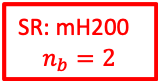 SR: mH200
n_b = 2